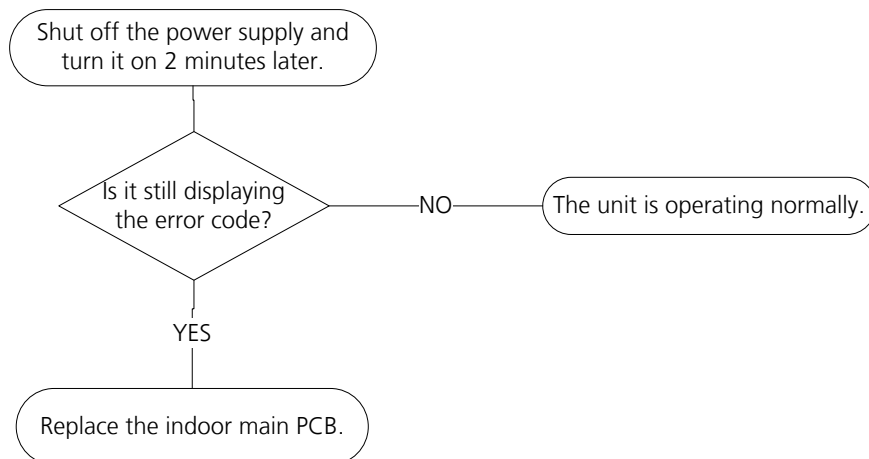 Shut off the power supply and
turn it on 2 minutes later.
Is it still displaying
the error code?
NO
The unit is operating normally.
YES
Replace the indoor main PCB.